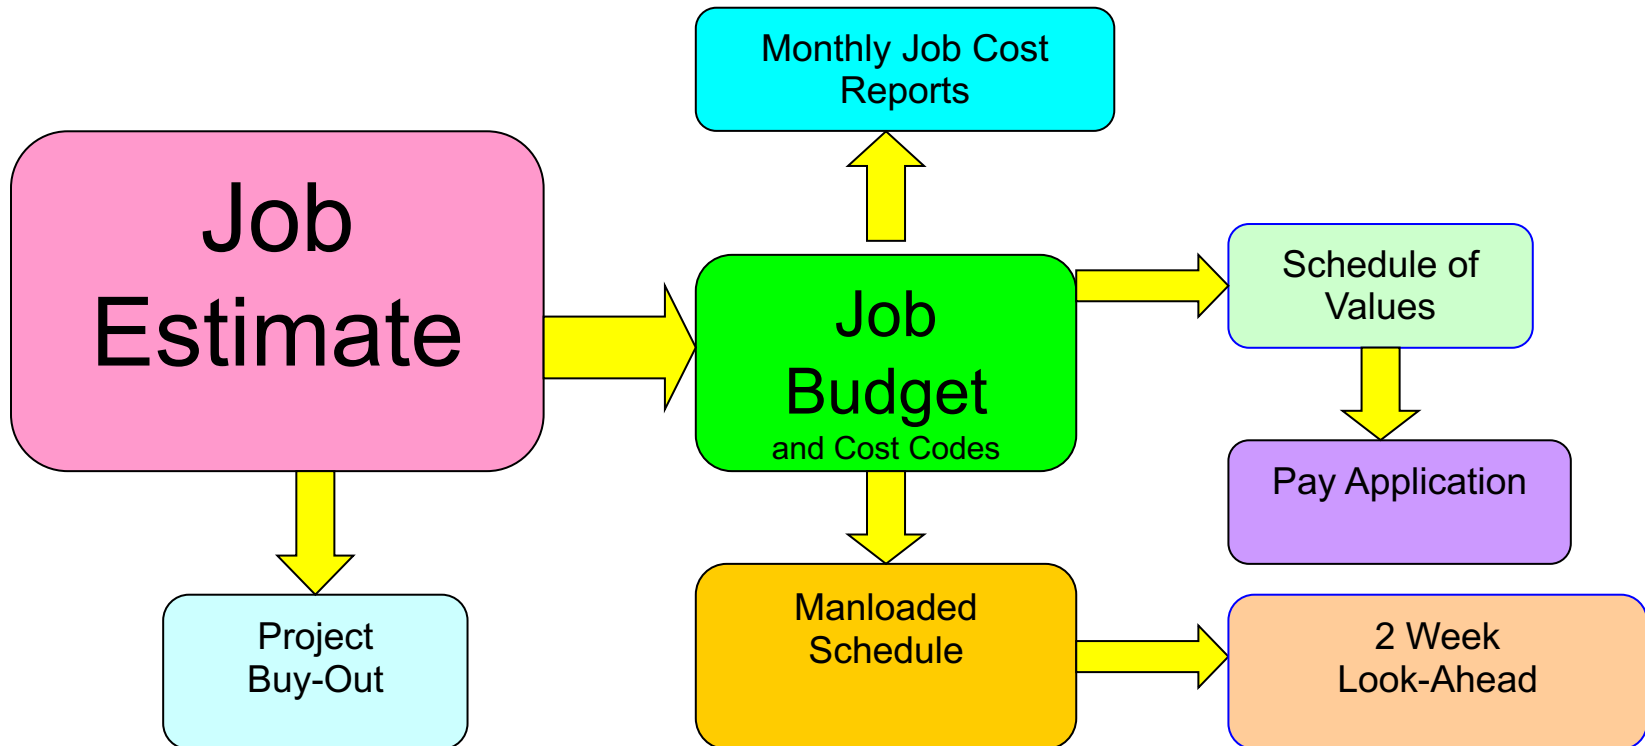 Monthly Job Cost
Reports
Job
Estimate
Job
Budget
and Cost Codes
Schedule of
Values
Pay Application
Project
Buy-Out
Manloaded
Schedule
2 Week
Look-Ahead